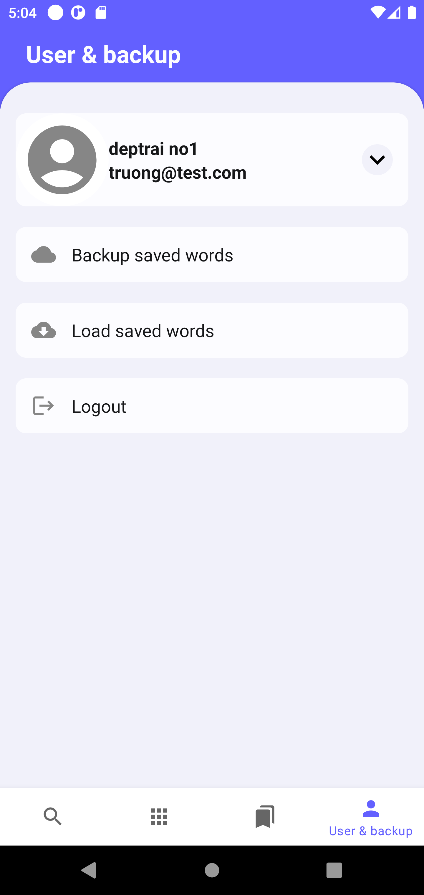 5:04
User & backup
deptrai no1
truong@test.com
Backup saved words
Load saved words
Logout
User & backup